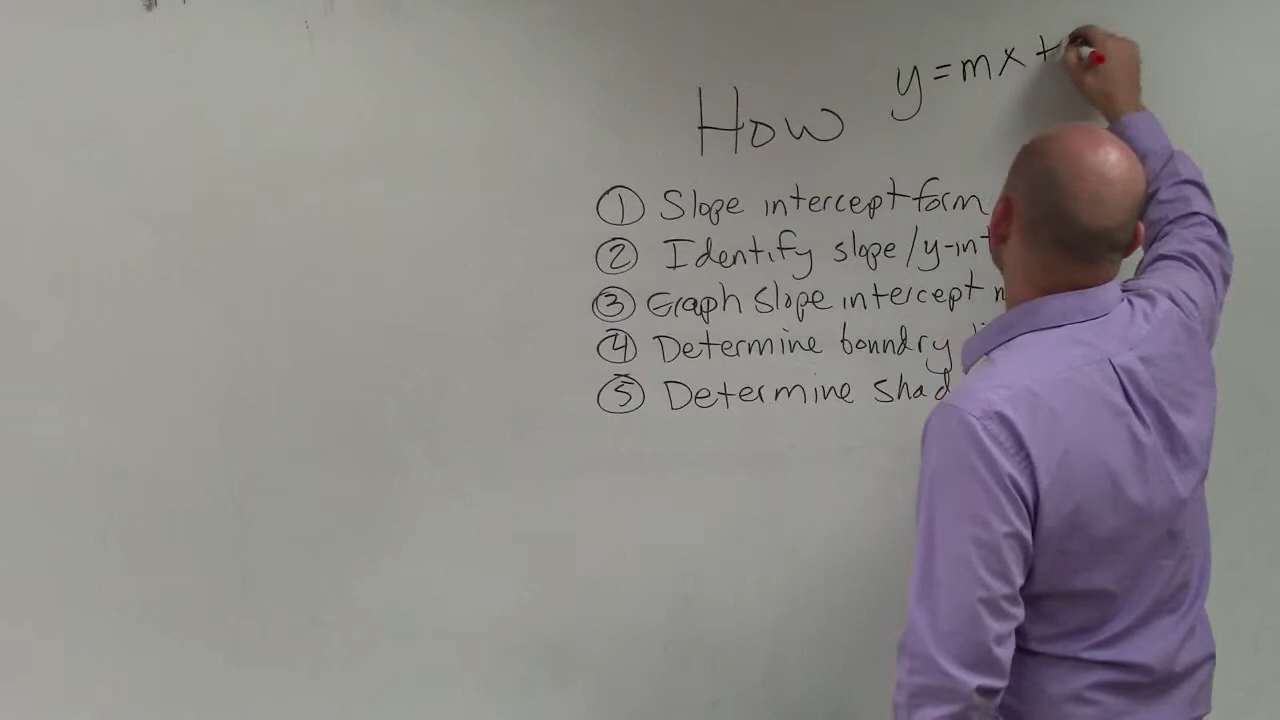 y=mx+
How
① Slope intercept form
② Identify slope/y-int
③ Graph slope intercept
④ Determine boundry
⑤ Determine shad